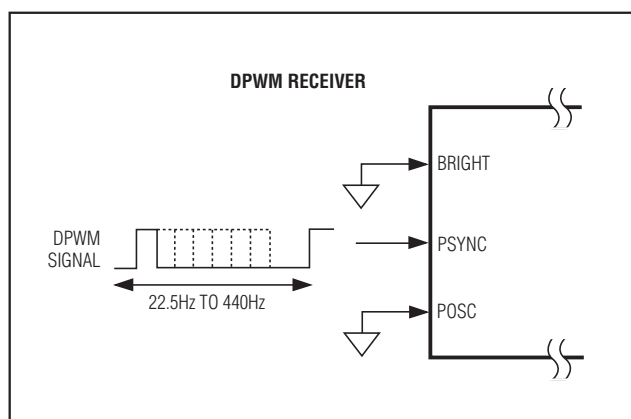 DPWM RECEIVER
BRIGHT
DPWM
SIGNAL
PSYNC
22.5Hz TO 440Hz
POSC